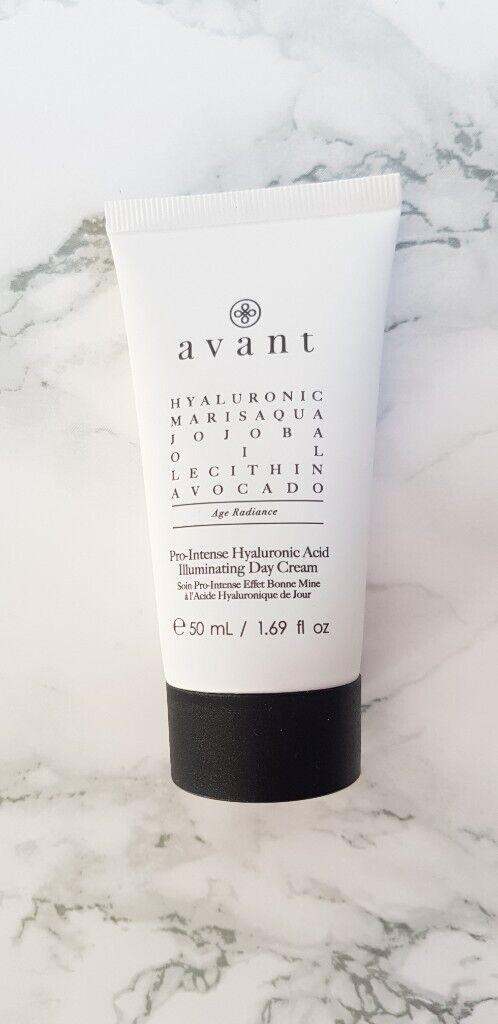 avant
HYALURONIC
MARISAQUA
JOJOBA
OIL
LECITHIN
AVOCADO
Age Radiance
Pro-Intense Hyaluronic Acid
Illuminating Day Cream
Soin Pro-Intense Effet Bonne Mine
à l'Acide Hyaluronique de Jour
℮ 50 mL / 1.69 fl oz